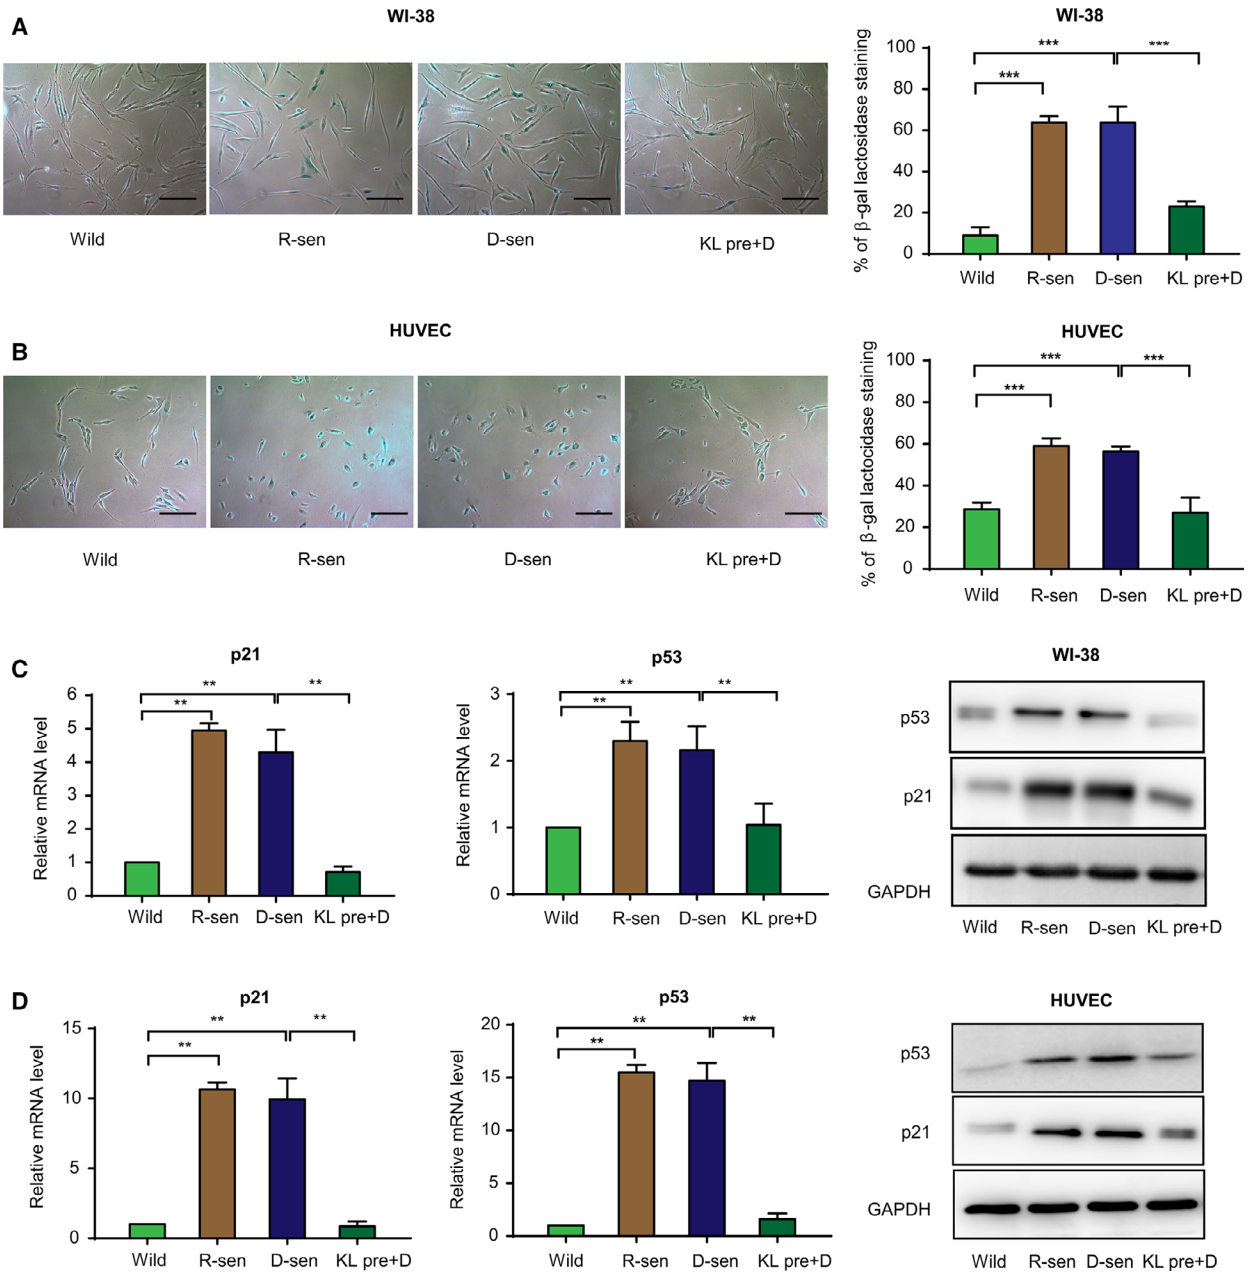 A
WI-38
Wild
R-sen
D-sen
KL pre+D
WI-38
% of β-gal lactosidase staining
100
80
60
40
20
0
***
***
***
Wild
R-sen
D-sen
KL pre+D
B
HUVEC
Wild
R-sen
D-sen
KL pre+D
HUVEC
% of β-gal lactocidase staining
100
80
60
40
20
0
***
***
***
Wild
R-sen
D-sen
KL pre+D
C
p21
Relative mRNA level
6
5
4
3
2
1
0
**
**
**
Wild
R-sen
D-sen
KL pre+D
p53
Relative mRNA level
3
2
1
0
**
**
**
Wild
R-sen
D-sen
KL pre+D
WI-38
p53
p21
GAPDH
Wild
R-sen
D-sen
KL pre+D
D
p21
Relative mRNA level
15
10
5
0
**
**
**
Wild
R-sen
D-sen
KL pre+D
p53
Relative mRNA level
20
15
10
5
0
**
**
**
Wild
R-sen
D-sen
KL pre+D
HUVEC
p53
p21
GAPDH
Wild
R-sen
D-sen
KL pre+D